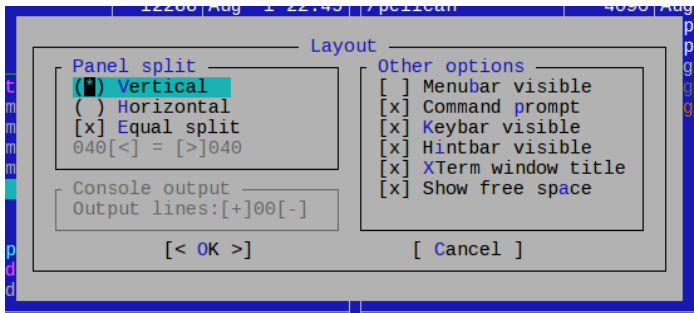 Layout
Panel split
(*) Vertical
( ) Horizontal
[x] Equal split
040[<] = [>]040
Console output
Output lines:[+]00[-]
Other options
[ ] Menubar visible
[x] Command prompt
[x] Keybar visible
[x] Hintbar visible
[x] XTerm window title
[x] Show free space
[< OK >]
[ Cancel ]